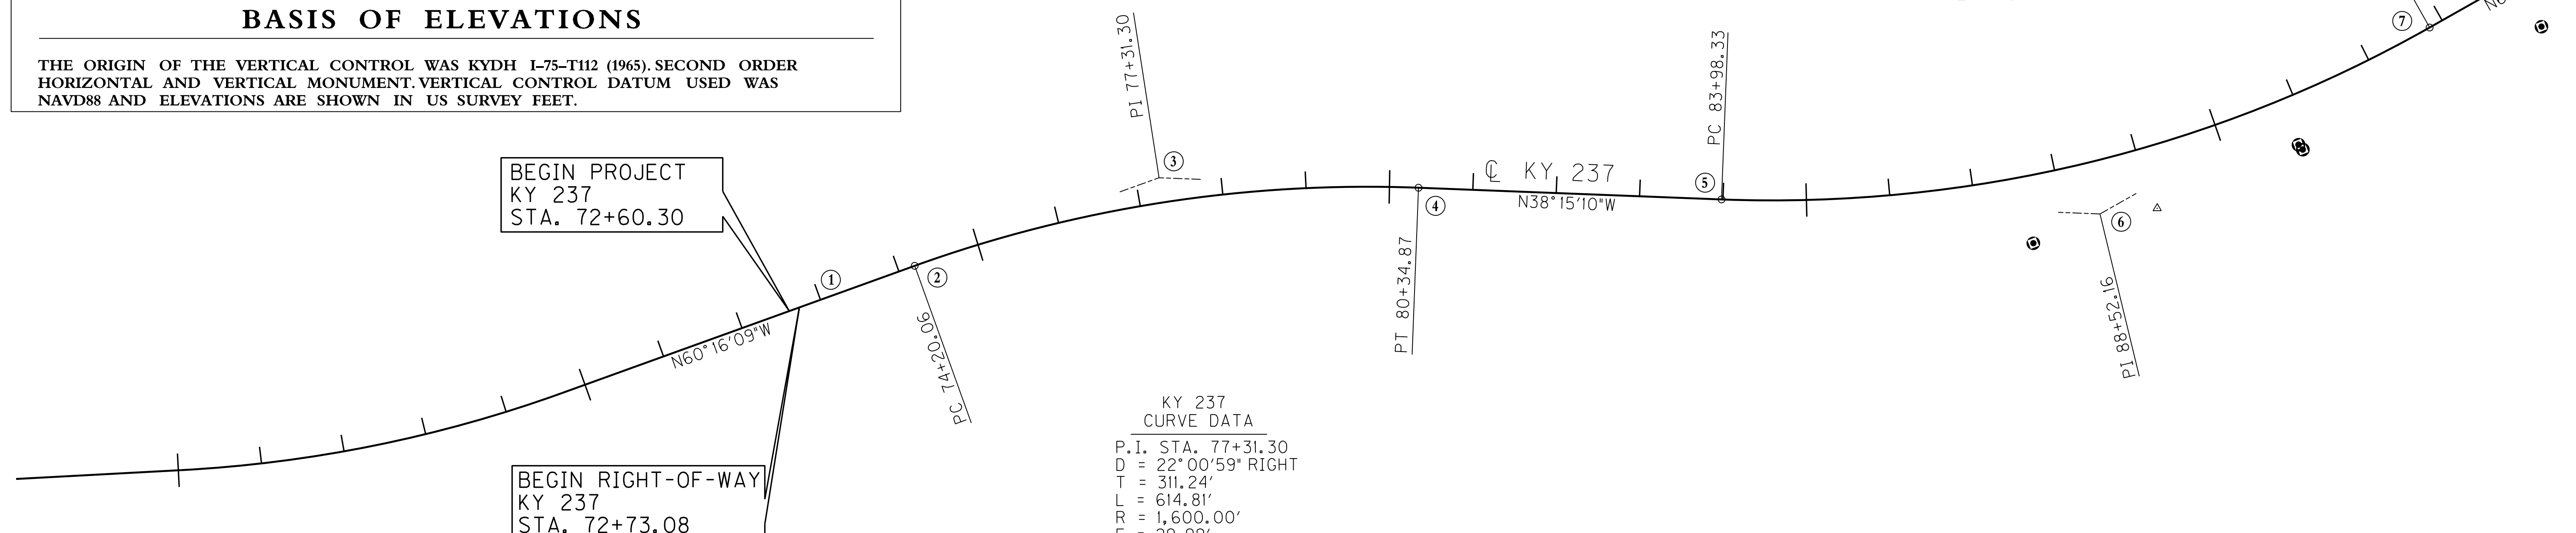 BASIS OF ELEVATIONS
THE ORIGIN OF THE VERTICAL CONTROL WAS KYDH I-75-T112 (1965). SECOND ORDER
HORIZONTAL AND VERTICAL MONUMENT. VERTICAL CONTROL DATUM USED WAS
NAVD88 AND ELEVATIONS ARE SHOWN IN US SURVEY FEET.
BEGIN PROJECT
KY 237
STA. 72+60.30
PI 77+31.30
3
PC 83+98.33
5
7
℄ KY 237
N38°15'10"W
4
PT 80+34.87
6
PI 88+52.16
1
2
PC 74+20.06
N60°16'09"W
BEGIN RIGHT-OF-WAY
KY 237
STA. 72+73.08
KY 237
CURVE DATA
P.I. STA. 77+31.30
D = 22°00'59" RIGHT
T = 311.24'
L = 614.81'
R = 1,600.00'